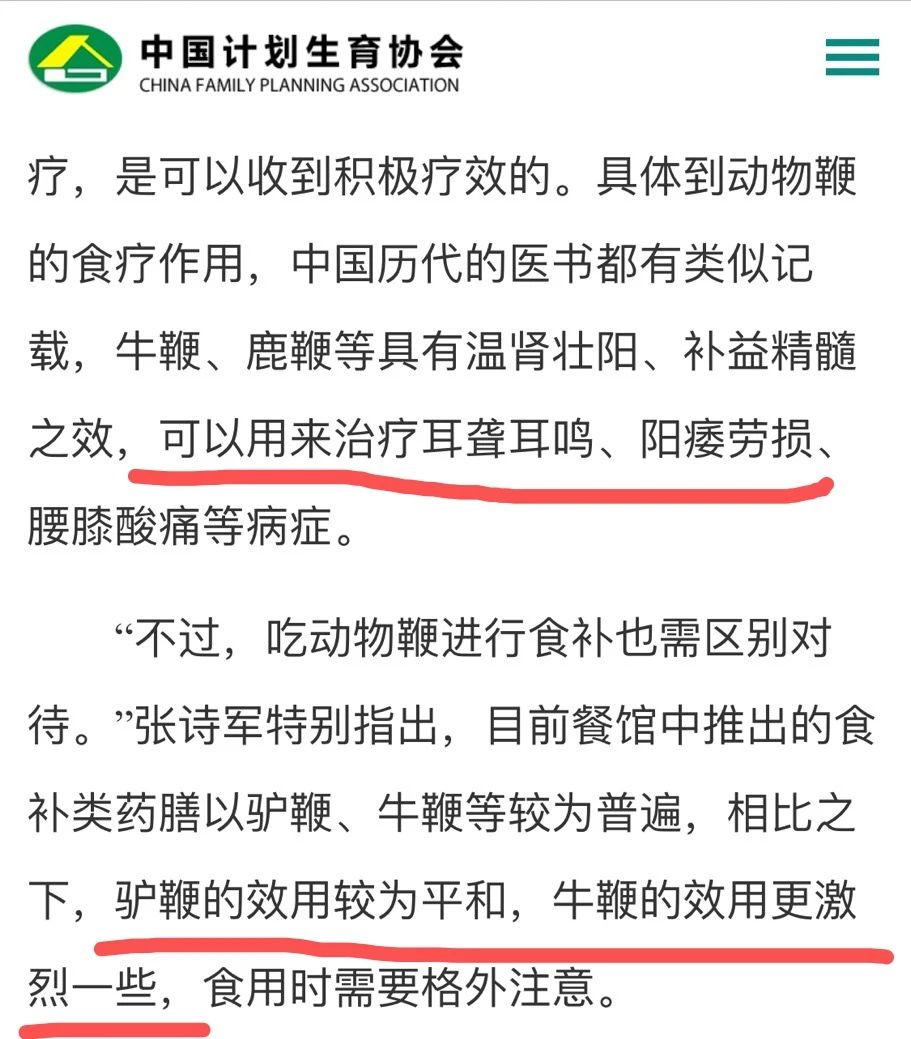 中国计划生育协会
CHINA FAMILY PLANNING ASSOCIATION
疗，是可以收到积极疗效的。具体到动物鞭
的食疗作用，中国历代的医书都有类似记
载，牛鞭、鹿鞭等具有温肾壮阳、补益精髓
之效，可以用来治疗耳聋耳鸣、阳痿劳损、
腰膝酸痛等病症。
“不过，吃动物鞭进行食补也需区别对
待。”张诗军特别指出，目前餐馆中推出的食
补类药膳以驴鞭、牛鞭等较为普遍，相比之
下，驴鞭的效用较为平和，牛鞭的效用更激
烈一些，食用时需要格外注意。